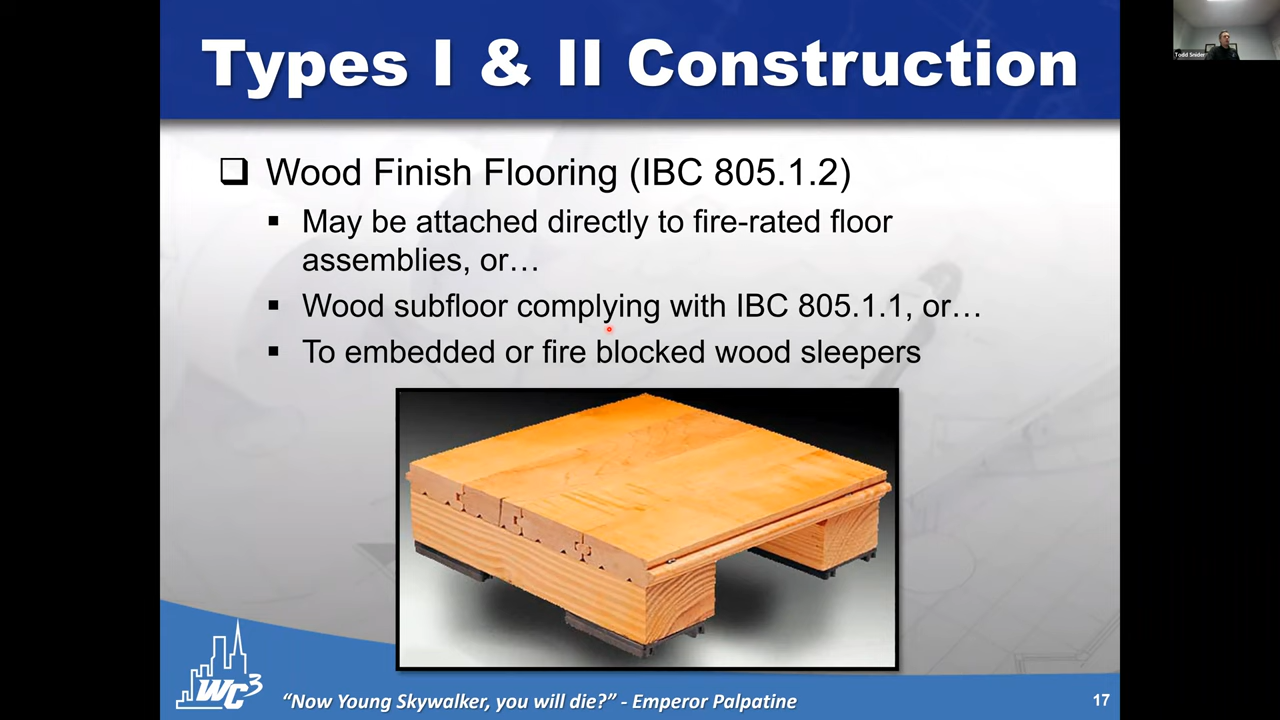 Types I & II Construction
Todd Snider
❑ Wood Finish Flooring (IBC 805.1.2)
▪ May be attached directly to fire-rated floor
assemblies, or…
▪ Wood subfloor complying with IBC 805.1.1, or…
▪ To embedded or fire blocked wood sleepers
WC3
“Now Young Skywalker, you will die?” - Emperor Palpatine
17